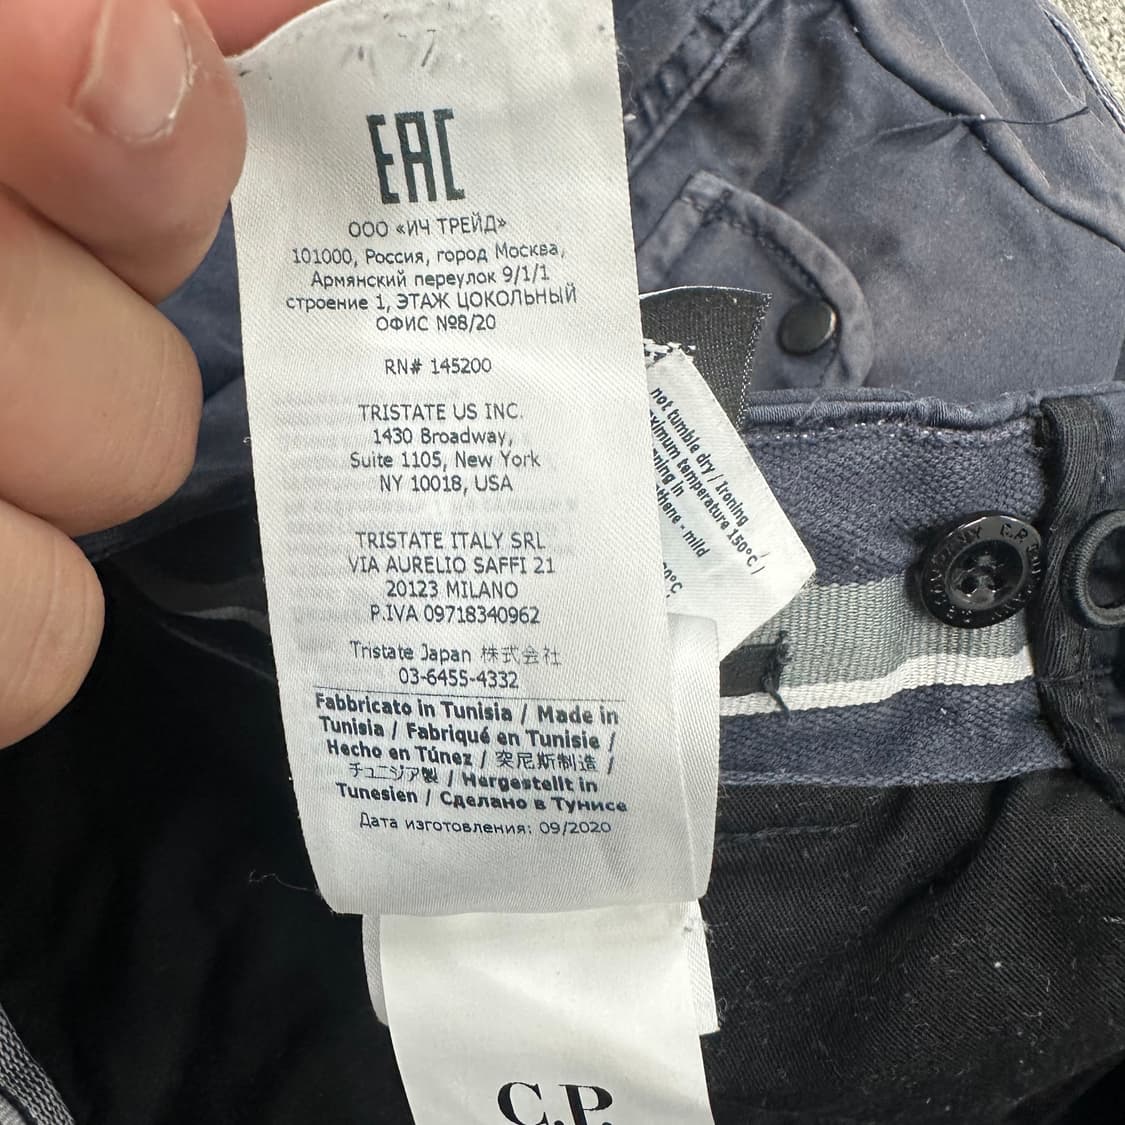 EAC
ООО «ИЧ ТРЕЙД»
101000, Россия, город Москва,
Армянский переулок 9/1/1
строение 1, ЭТАЖ ЦОКОЛЬНЫЙ
ОФИС №8/20
RN# 145200
TRISTATE US INC.
1430 Broadway,
Suite 1105, New York
NY 10018, USA
TRISTATE ITALY SRL
VIA AURELIO SAFFI 21
20123 MILANO
P.IVA 09718340962
Tristate Japan 株式会社
03-6455-4332
Fabbricato in Tunisia / Made in
Tunisia / Fabriqué en Tunisie /
Hecho en Túnez / 突尼斯制造 /
チュニジア製 / Hergestellt in
Tunesien / Сделано в Тунисе
Дата изготовления: 09/2020
C.P.
not tumble dry / Ironing
temperature 150°C /
in
- mild